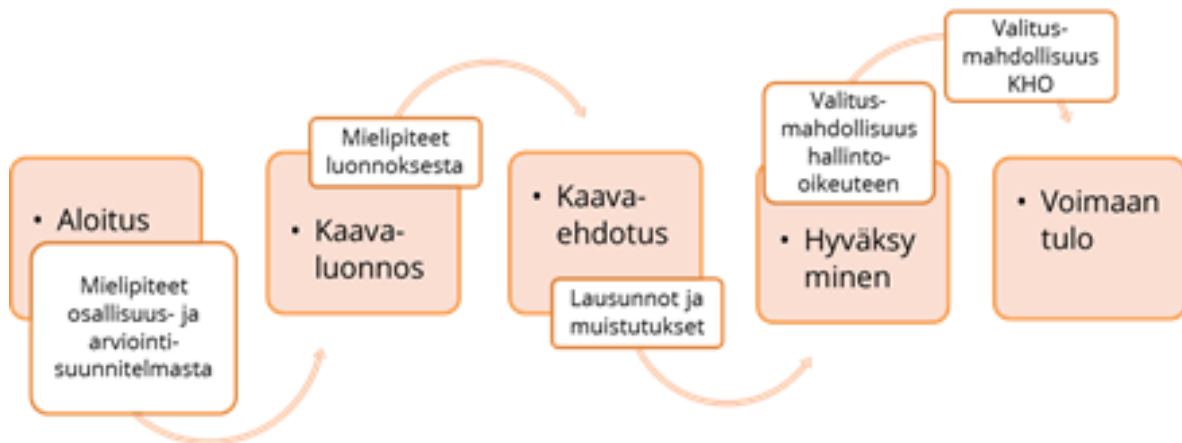 • Aloitus
Mielipiteet
osallisuus- ja
arviointi-
suunnitelmasta
Mielipiteet
luonnoksesta
• Kaava-
luonnos
• Kaava-
ehdotus
Lausunnot ja
muistutukset
Valitus-
mahdollisuus
hallinto-
oikeuteen
• Hyväksy
minen
Valitus-
mahdollisuus
KHO
• Voimaan
tulo